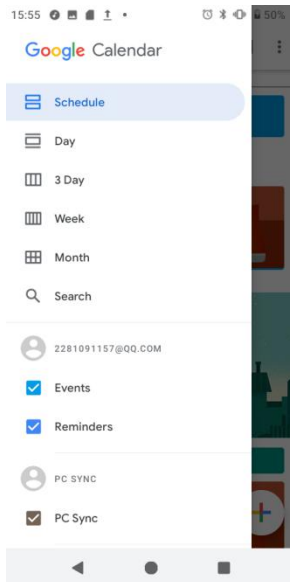 15:55
50%
Google Calendar
Schedule
Day
3 Day
Week
Month
Search
2281091157@QQ.COM
Events
Reminders
PC SYNC
PC Sync